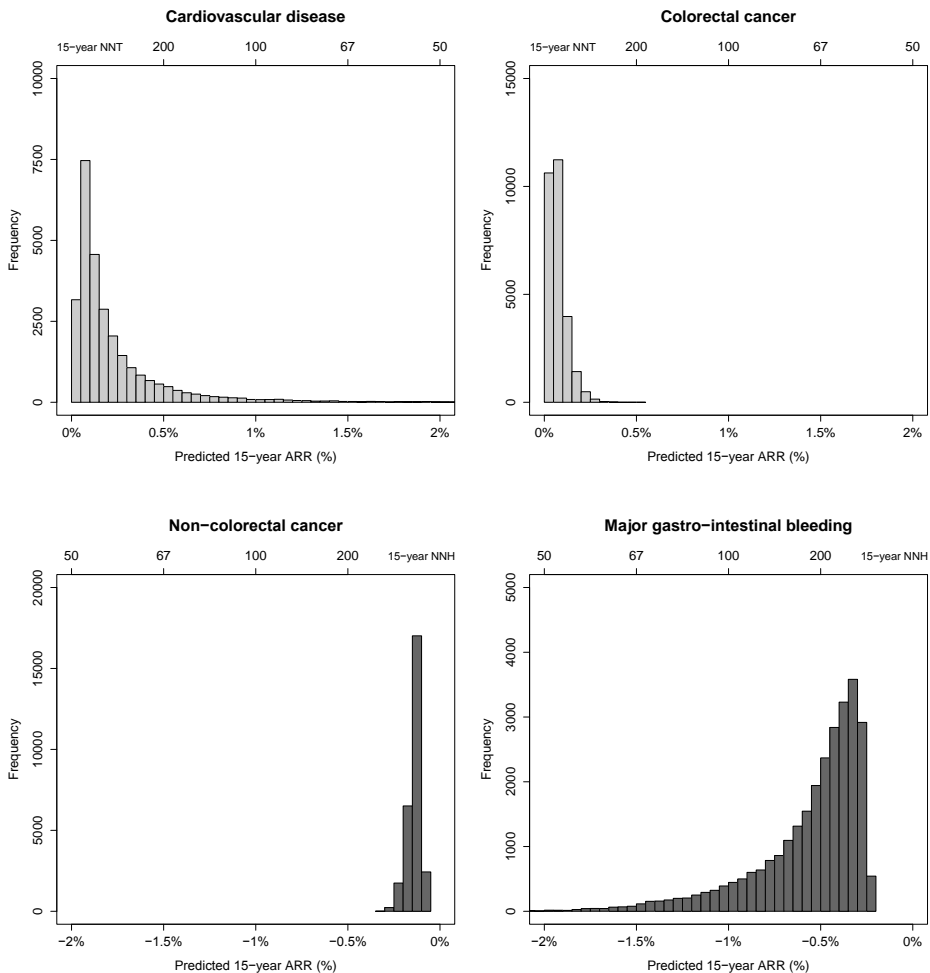 Cardiovascular disease
15−year NNT 200 100 67 50
10000
7500
5000
2500
0
Frequency
0% 0.5% 1% 1.5% 2%
Predicted 15−year ARR (%)
Colorectal cancer
15−year NNT 200 100 67 50
15000
10000
5000
0
Frequency
0% 0.5% 1% 1.5% 2%
Predicted 15−year ARR (%)
Non−colorectal cancer
50 67 100 200 15−year NNH
20000
15000
10000
5000
0
Frequency
−2% −1.5% −1% −0.5% 0%
Predicted 15−year ARR (%)
Major gastro−intestinal bleeding
50 67 100 200 15−year NNH
5000
4000
3000
2000
1000
0
Frequency
−2% −1.5% −1% −0.5% 0%
Predicted 15−year ARR (%)